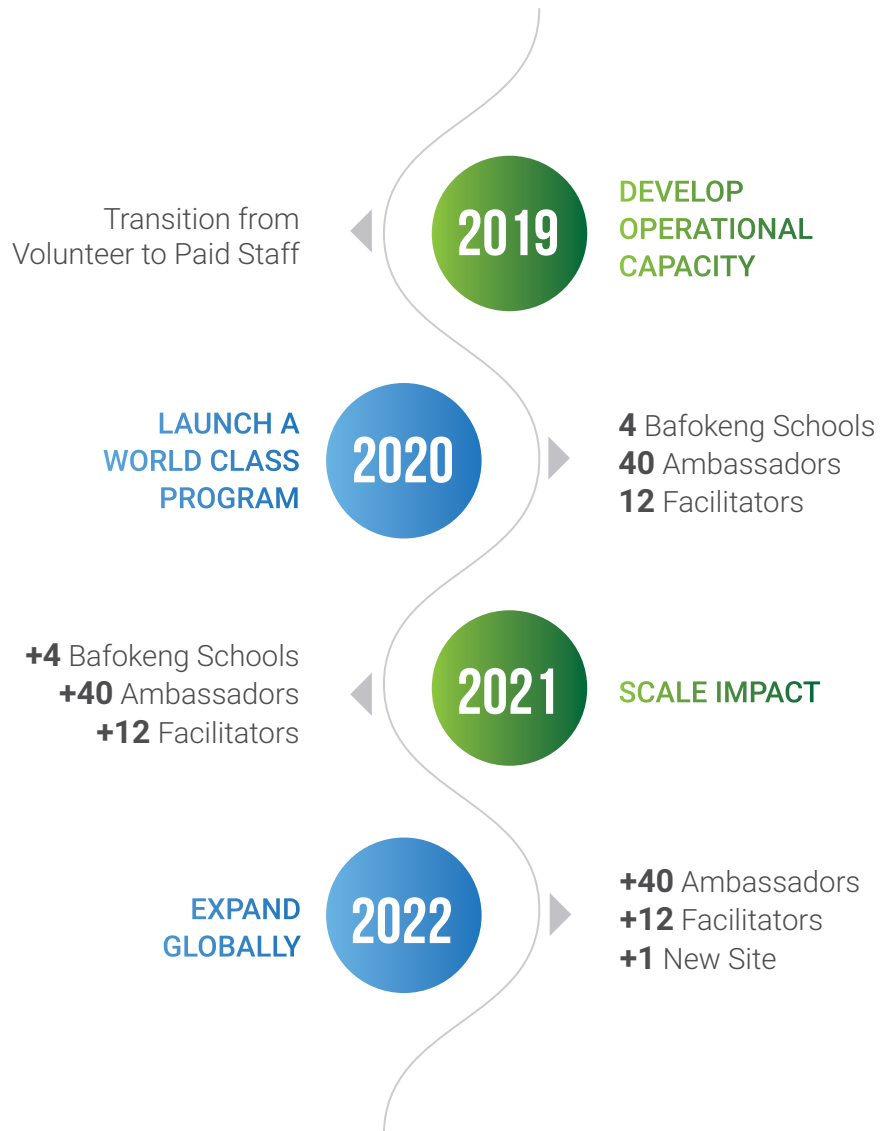 Transition from
Volunteer to Paid Staff
2019
DEVELOP
OPERATIONAL
CAPACITY
LAUNCH A
WORLD CLASS
PROGRAM
2020
4 Bafokeng Schools
40 Ambassadors
12 Facilitators
+4 Bafokeng Schools
+40 Ambassadors
+12 Facilitators
2021
SCALE IMPACT
EXPAND
GLOBALLY
2022
+40 Ambassadors
+12 Facilitators
+1 New Site